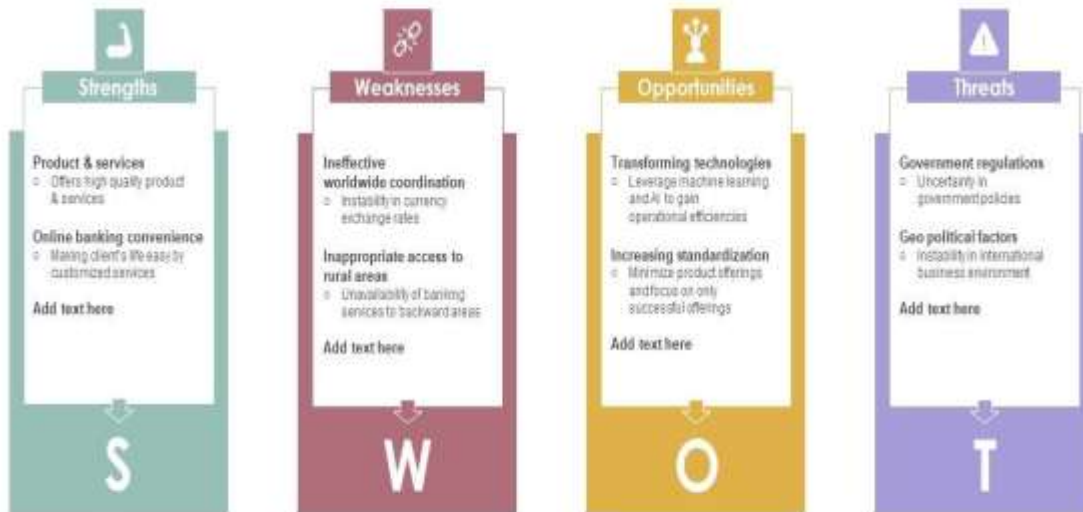 Strengths
Product & services
Offers high quality product
& services
Online banking convenience
Making client's life easy by
customized services
Add text here
S
Weaknesses
Ineffective
worldwide coordination
Instability in currency
exchange rates
Inappropriate access to
rural areas
Unavailability of banking
services to backward areas
Add text here
W
Opportunities
Transforming technologies
Leverage machine learning
and AI to gain
operational efficiencies
Increasing standardization
Minimize product offerings
and focus on only
successful offerings
Add text here
O
Threats
Government regulations
Uncertainty in
government policies
Geo political factors
Instability in international
business environment
Add text here
T